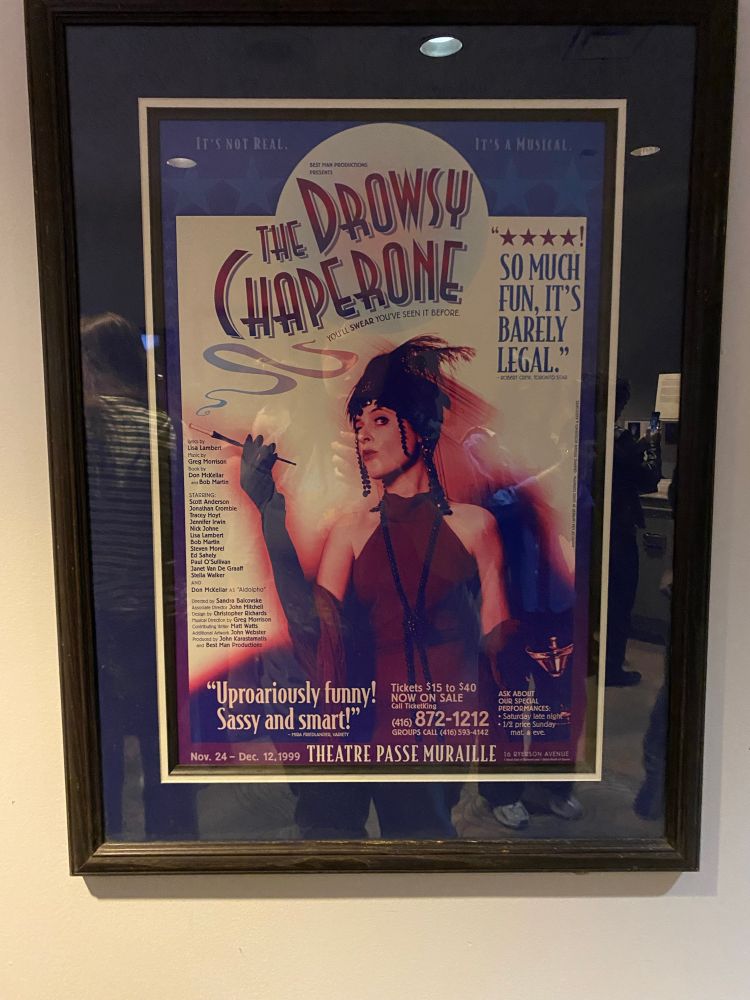 IT'S NOT REAL.
IT'S A MUSICAL.
BEST MAN PRODUCTIONS
PRESENTS
THE DROWSY
CHAPERONE
YOU'LL SWEAR YOU'VE SEEN IT BEFORE.
"★★★★!
SO MUCH
FUN, IT'S
BARELY
LEGAL."
TORONTO STAR
Lyrics by
Lisa Lambert
Music by
Greg Morrison
Book by
Don McKellar
and Bob Martin
STARRING:
Scott Anderson
Jonathan Crombie
Tracey Hoyt
Jennifer Irwin
Nick Johne
Lisa Lambert
Bob Martin
Steven Morel
Ed Sahely
Paul O'Sullivan
Janet Van De Graaff
Stella Walker
AND
Don McKellar AS "Aldolpho"
Directed by Sandra Balcovske
Associate Director John Mitchell
Design by Christopher Richards
Musical Direction by Greg Morrison
Contributing Writer Matt Watts
Additional Artwork John Webster
Produced by John Karastamatis
and Best Man Productions
"Uproariously funny!
Sassy and smart!"
- MIRA FRIEDLANDER, VARIETY
Tickets $15 to $40
NOW ON SALE
Call TicketKing
(416) 872-1212
GROUPS CALL (416) 593-4142
ASK ABOUT
OUR SPECIAL
PERFORMANCES:
• Saturday late night
• 1/2 price Sunday
mat. & eve.
Nov. 24 – Dec. 12, 1999 THEATRE PASSE MURAILLE 16 RYERSON AVENUE